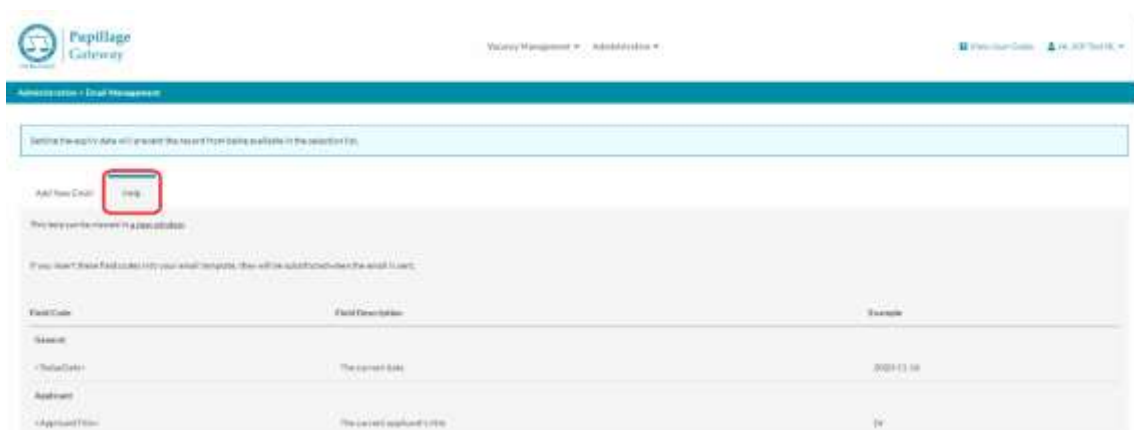 Pupillage
Gateway
Vacancy Management Administration
View User Guides
Administration > Email Management
Setting the expiry date will prevent the record from being available in the selection list.
Add New Email Help
This help can be viewed in a new window
If you insert these field codes into your email template, they will be substituted when the email is sent.
Field Code Field Description Example
General
<TodayDate> The current date
Applicant
<ApplicantTitle> The current applicant's title